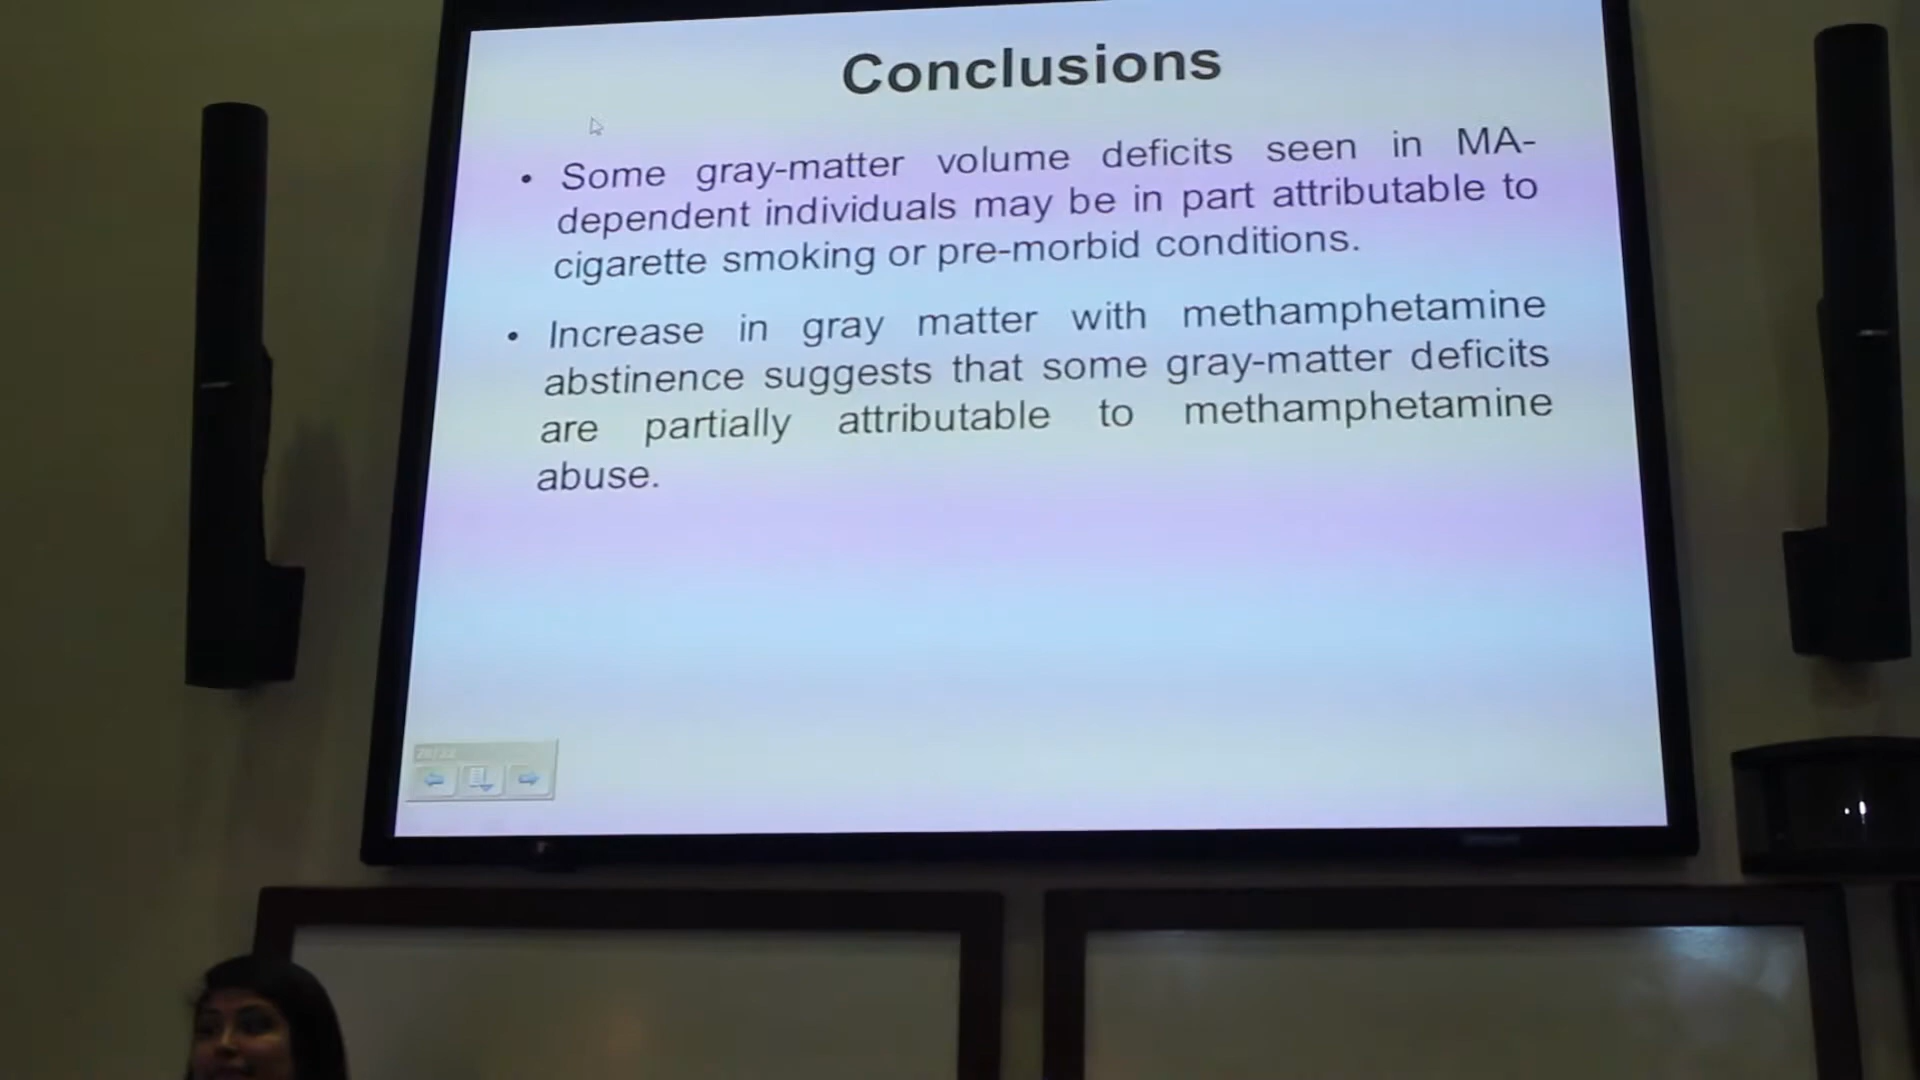 Conclusions
• Some gray-matter volume deficits seen in MA-
dependent individuals may be in part attributable to
cigarette smoking or pre-morbid conditions.
• Increase in gray matter with methamphetamine
abstinence suggests that some gray-matter deficits
are partially attributable to methamphetamine
abuse.